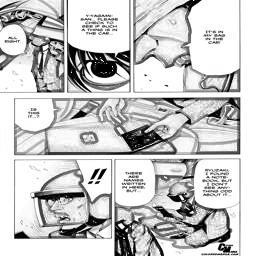 IT'S IN
MY BAG
IN THE
CAR!
Y-YAGAMI-
SAN... PLEASE
CHECK TO
SEE IF SUCH
A THING IS
IN THE CAR...
ALL
RIGHT.
IS
THIS
IT...?
RYUZAKI,
I FOUND
A NOTE-
BOOK, BUT
I DON'T
SEE ANY-
THING ODD
ABOUT IT...
THERE
ARE NAMES
WRITTEN IN
HERE,
BUT...
!!